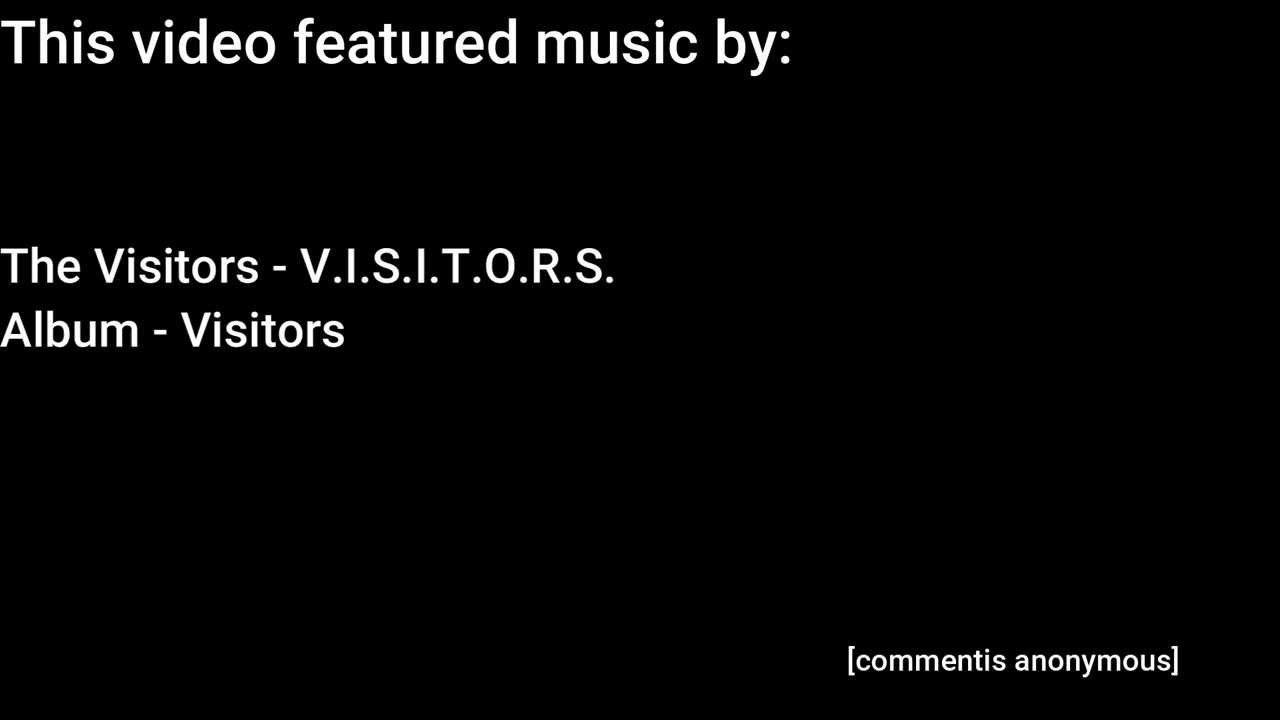 This video featured music by:
The Visitors - V.I.S.I.T.O.R.S.
Album - Visitors
[commentis anonymous]